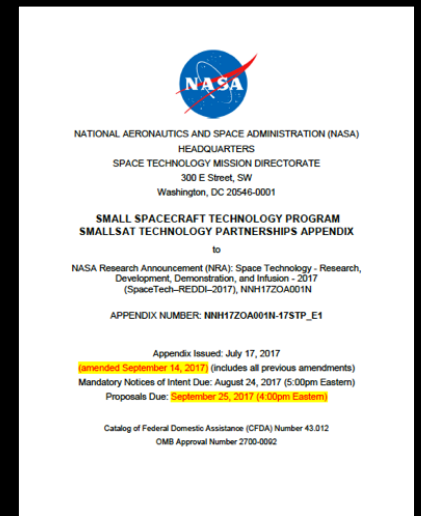 NASA
NATIONAL AERONAUTICS AND SPACE ADMINISTRATION (NASA)
HEADQUARTERS
SPACE TECHNOLOGY MISSION DIRECTORATE
300 E Street, SW
Washington, DC 20546-0001
SMALL SPACECRAFT TECHNOLOGY PROGRAM
SMALLSAT TECHNOLOGY PARTNERSHIPS APPENDIX
to
NASA Research Announcement (NRA): Space Technology - Research,
Development, Demonstration, and Infusion - 2017
(SpaceTech–REDDI–2017), NNH17ZOA001N
APPENDIX NUMBER: NNH17ZOA001N-17STP_E1
Appendix Issued: July 17, 2017
(amended September 14, 2017) (includes all previous amendments)
Mandatory Notices of Intent Due: August 24, 2017 (5:00pm Eastern)
Proposals Due: September 25, 2017 (4:00pm Eastern)
Catalog of Federal Domestic Assistance (CFDA) Number 43.012
OMB Approval Number 2700-0092